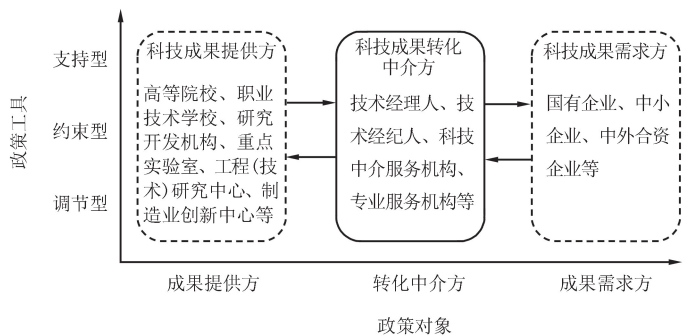 科技成果提供方
高等院校、职业
技术学校、研究
开发机构、重点
实验室、工程(技
术)研究中心、制
造业创新中心等
科技成果转化
中介方
技术经理人、技
术经纪人、科技
中介服务机构、
专业服务机构等
科技成果需求方
国有企业、中小
企业、中外合资
企业等
支持型
约束型
调节型
政策工具
成果提供方
转化中介方
成果需求方
政策对象